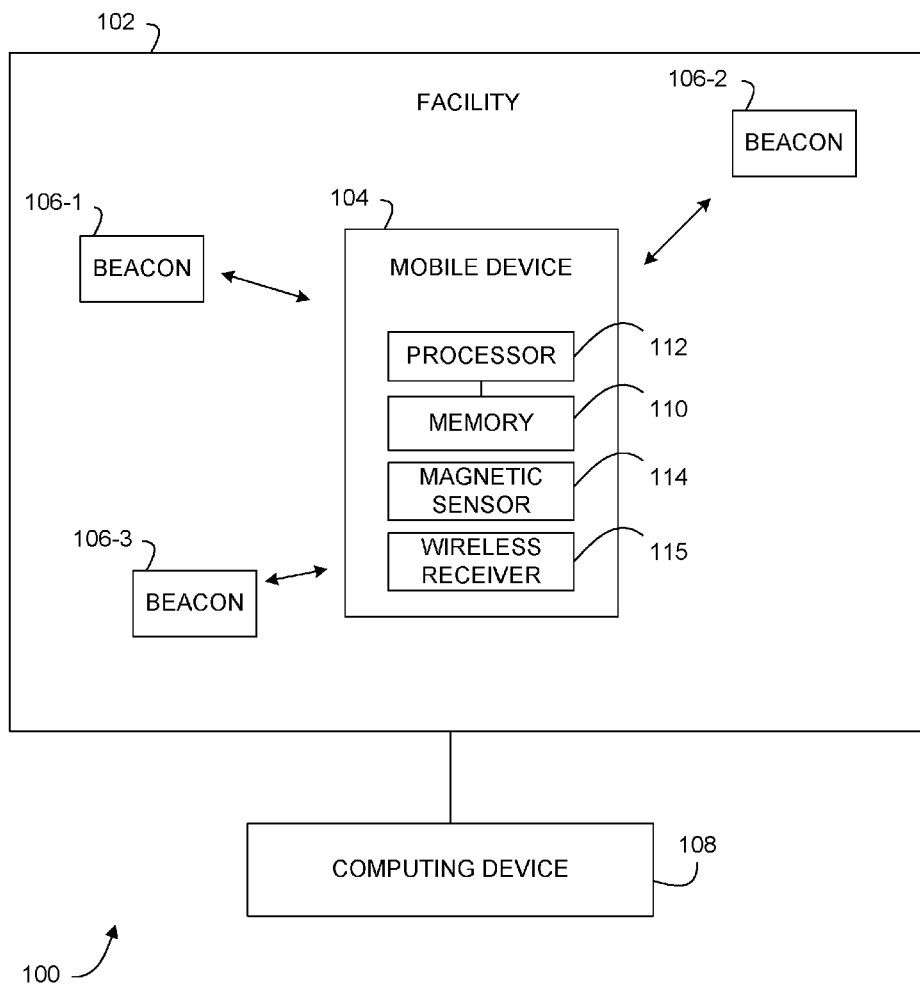 102
FACILITY
106-2
BEACON
106-1
BEACON
104
MOBILE DEVICE
PROCESSOR
112
MEMORY
110
MAGNETIC
SENSOR
114
WIRELESS
RECEIVER
115
106-3
BEACON
COMPUTING DEVICE
108
100